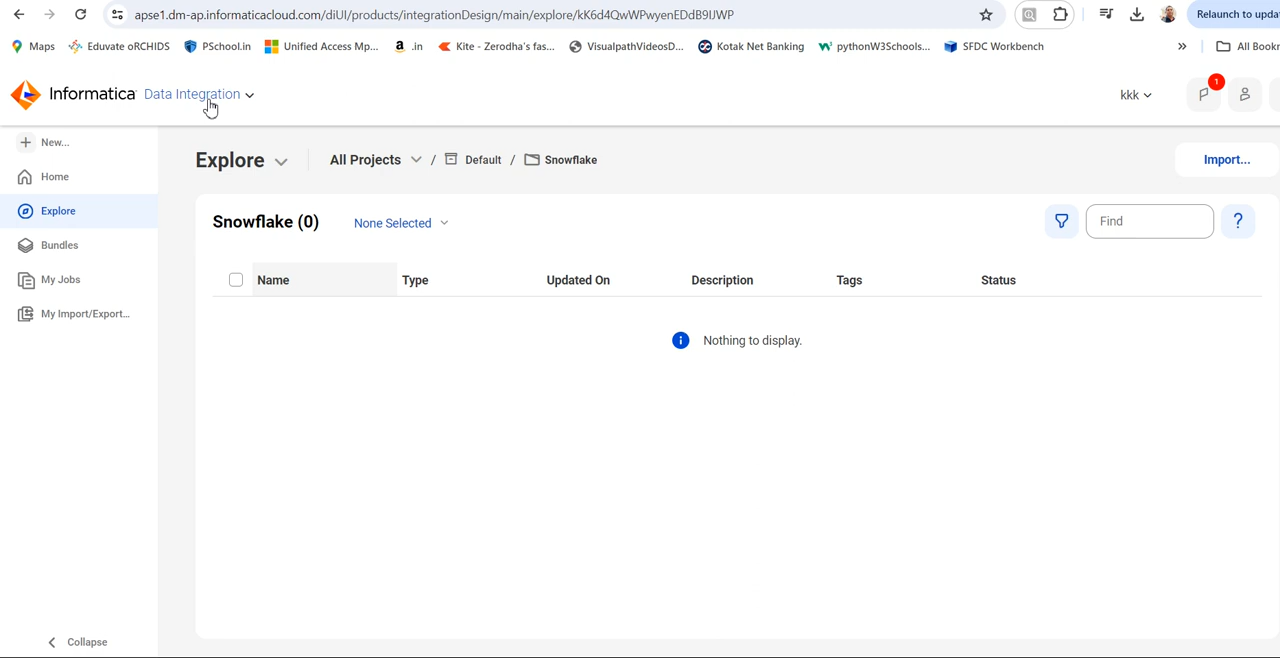 apse1.dm-ap.informaticacloud.com/diUI/products/integrationDesign/main/explore/kK6d4QwWPwyenEDdB9IJWP
Relaunch to updat
Maps Eduvate oRCHIDS PSchool.in Unified Access Mp... .in Kite - Zerodha's fas... VisualpathVideosD... Kotak Net Banking pythonW3Schools... SFDC Workbench » All Bookm
Informatica Data Integration kkk 1
New...
Home
Explore
Bundles
My Jobs
My Import/Export...
Collapse
Explore All Projects / Default / Snowflake Import...
Snowflake (0) None Selected Find ?
Name Type Updated On Description Tags Status
Nothing to display.